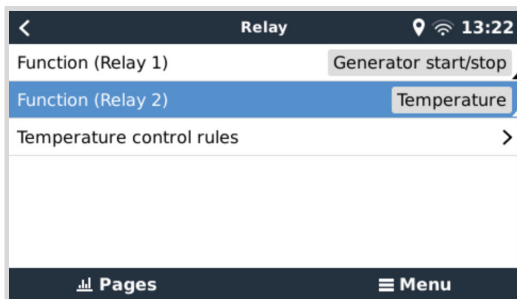 Relay 13:22
Function (Relay 1) Generator start/stop
Function (Relay 2) Temperature
Temperature control rules
Pages Menu